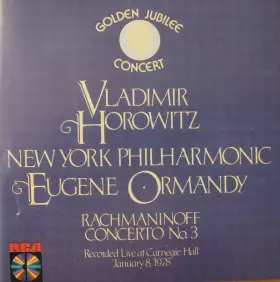 GOLDEN JUBILEE
CONCERT
VLADIMIR
HOROWITZ
NEW YORK PHILHARMONIC
EUGENE ORMANDY
RACHMANINOFF
CONCERTO No. 3
Recorded Live at Carnegie Hall
January 8, 1978
RCA